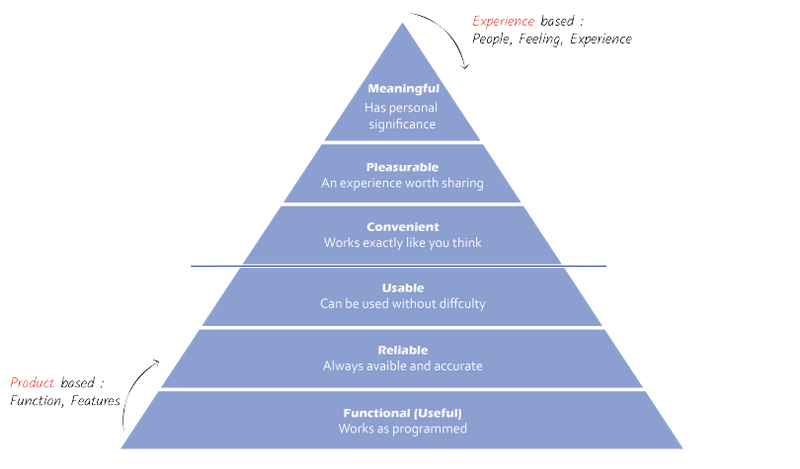 Experience based :
People, Feeling, Experience
Meaningful
Has personal
significance
Pleasurable
An experience worth sharing
Convenient
Works exactly like you think
Usable
Can be used without diffculty
Reliable
Always avaible and accurate
Product based :
Function, Features
Functional (Useful)
Works as programmed